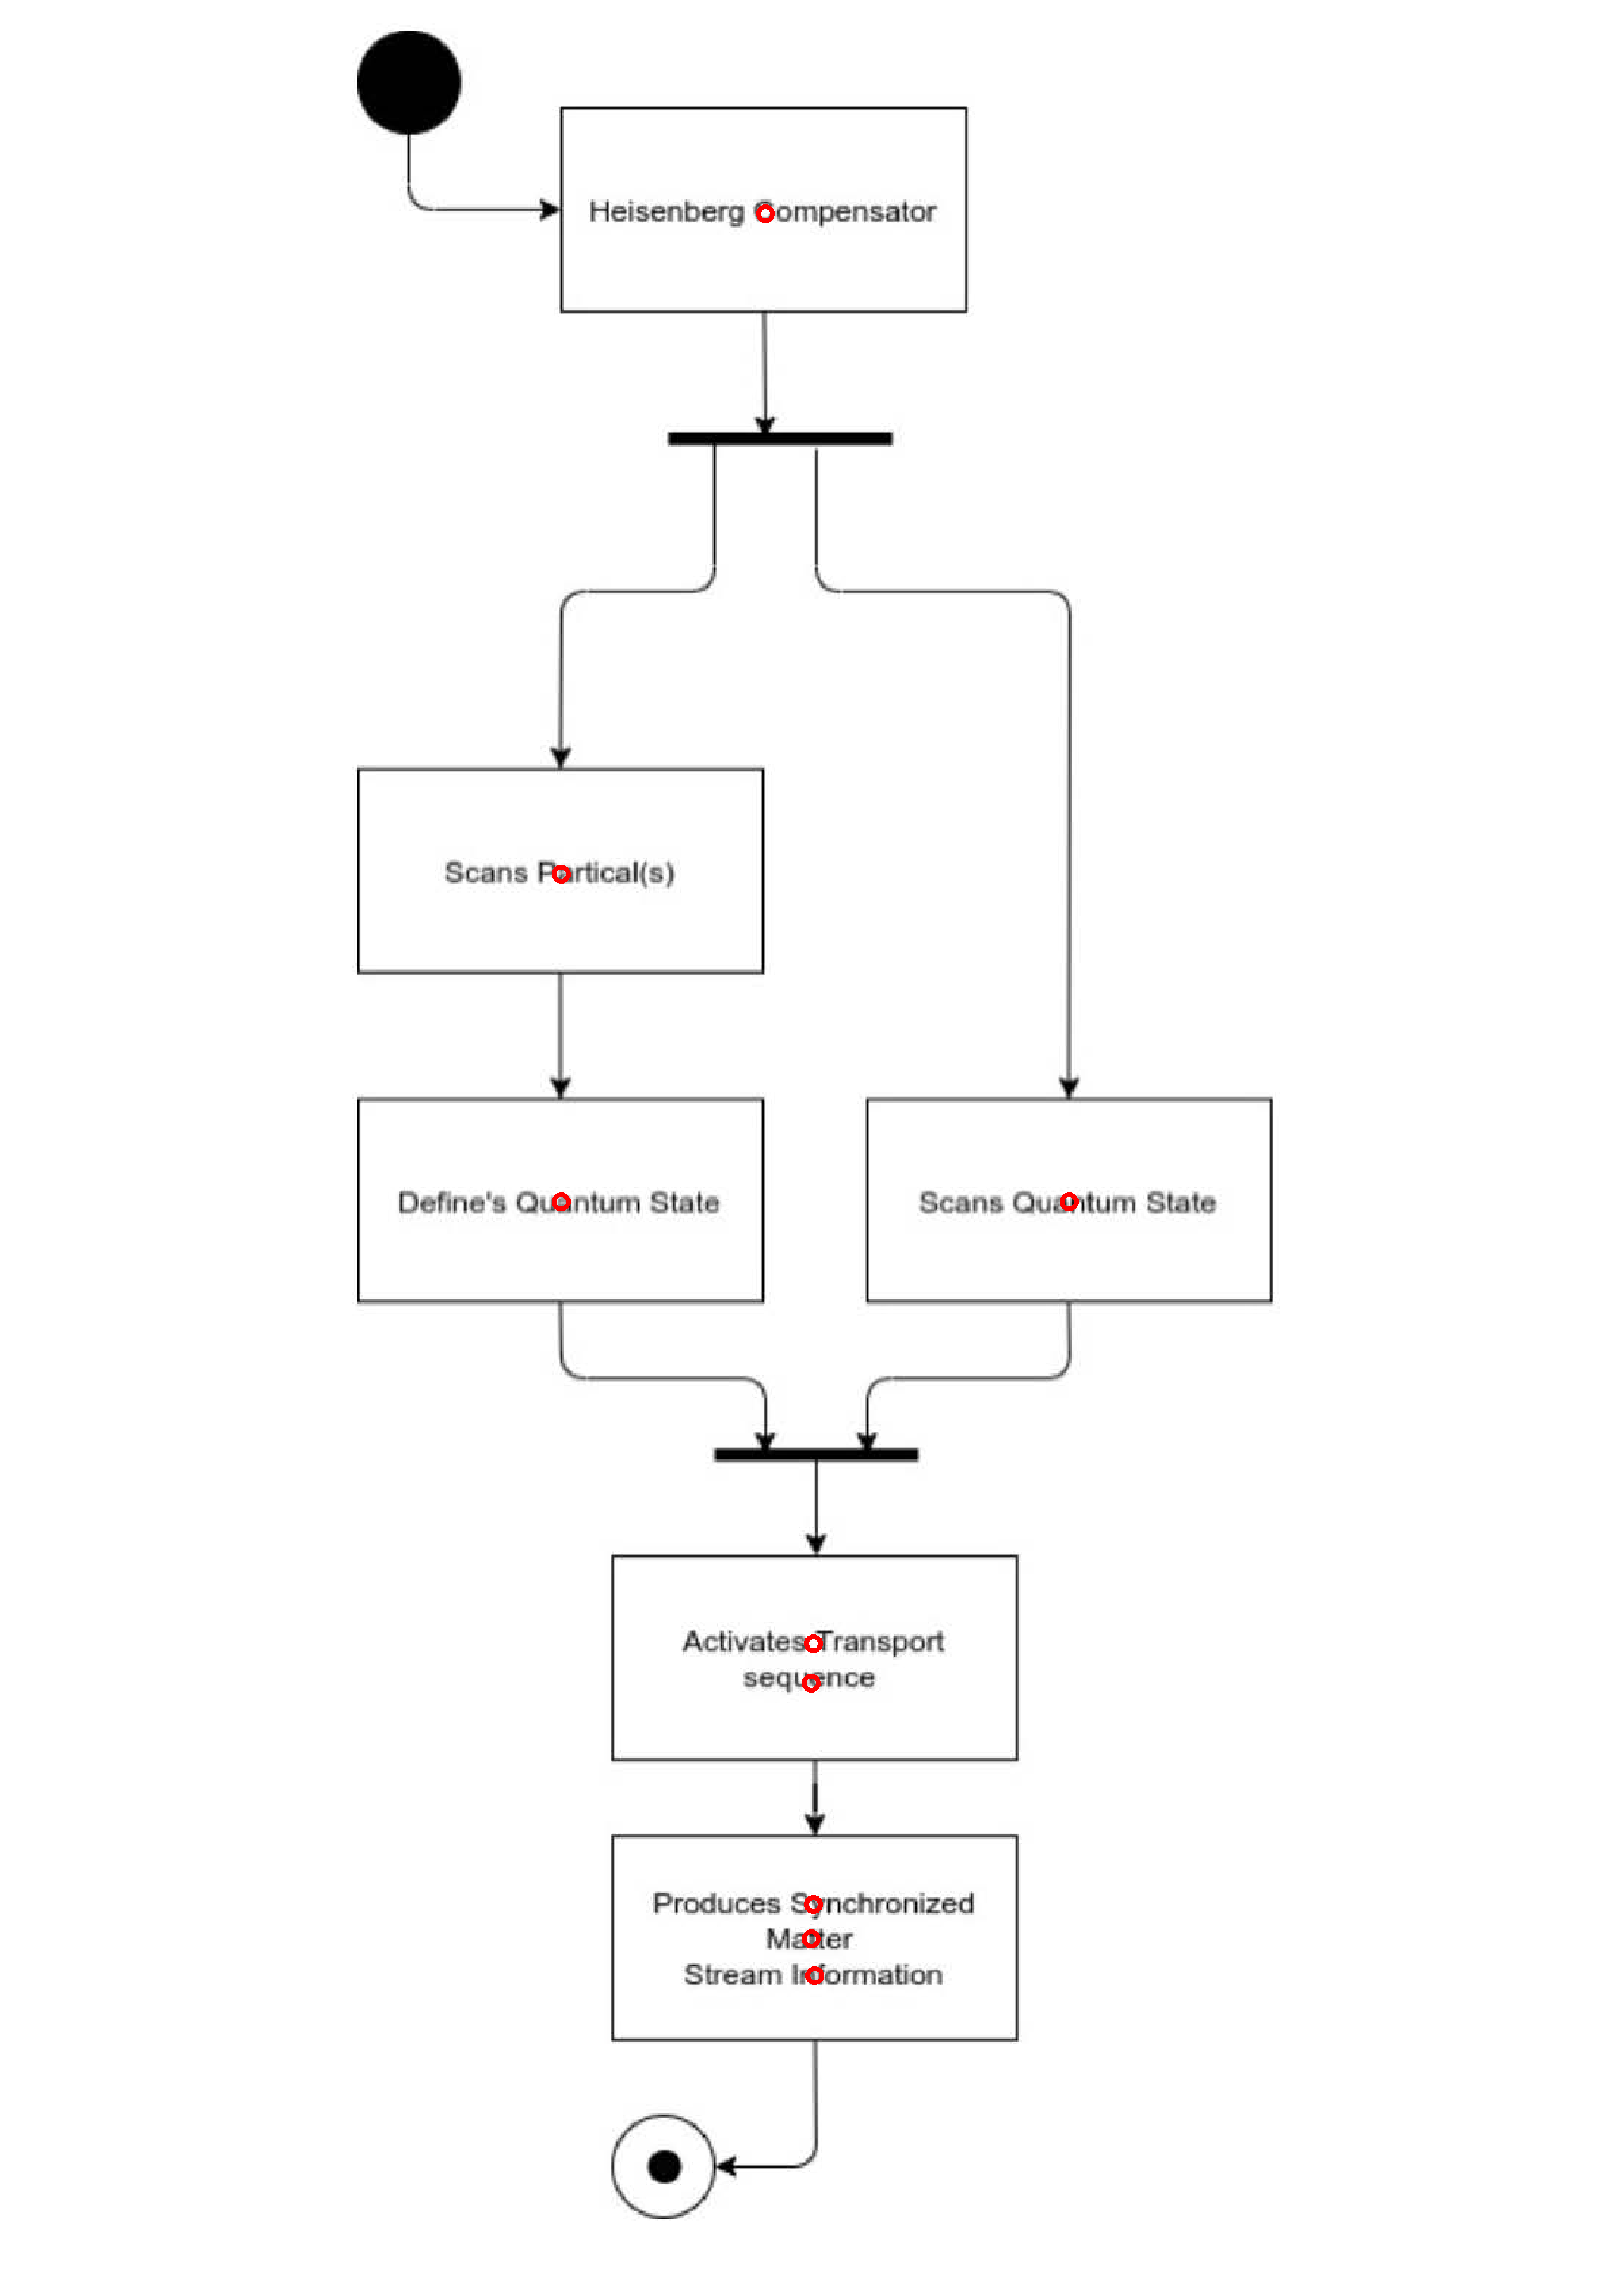 Heisenberg Compensator
Scans Partical(s)
Define's Quantum State
Scans Quantum State
Activates Transport
sequence
Produces Synchronized
Matter
Stream Information